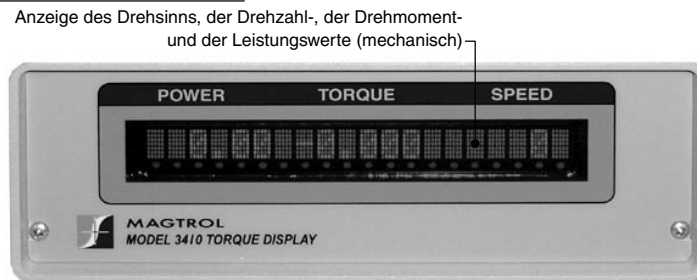 Anzeige des Drehsinns, der Drehzahl-, der Drehmoment-
und der Leistungswerte (mechanisch)
POWER TORQUE SPEED
MAGTROL
MODEL 3410 TORQUE DISPLAY